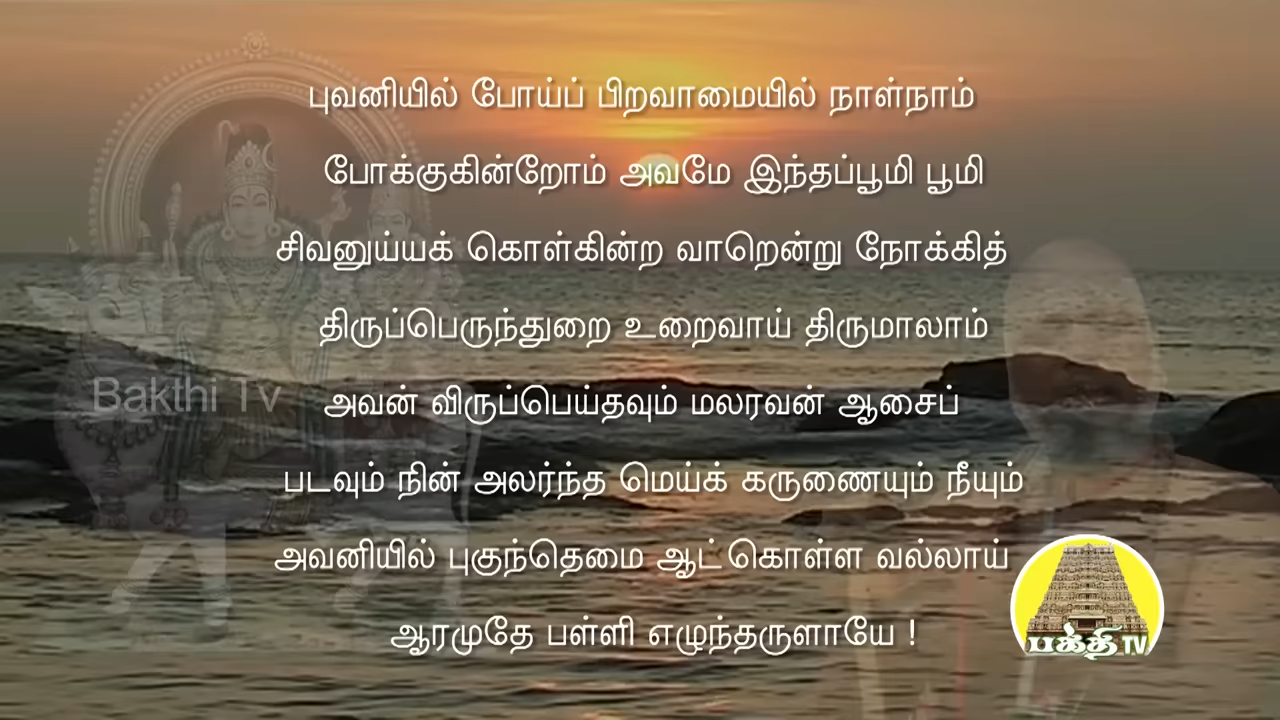 புவனியில் போய்ப் பிறவாமையில் நாள்நாம்
போக்குகின்றோம் அவமே இந்தப்பூமி பூமி
சிவனுய்யக் கொள்கின்ற வாறென்று நோக்கித்
திருப்பெருந்துறை உறைவாய் திருமாலாம்
Bakthi Tv
அவன் விருப்பெய்தவும் மலரவன் ஆசைப்
படவும் நின் அலர்ந்த மெய்க் கருணையும் நீயும்
அவனியில் புகுந்தெமை ஆட்கொள்ள வல்லாய்
ஆரமுதே பள்ளி எழுந்தருளாயே !
பக்தி TV